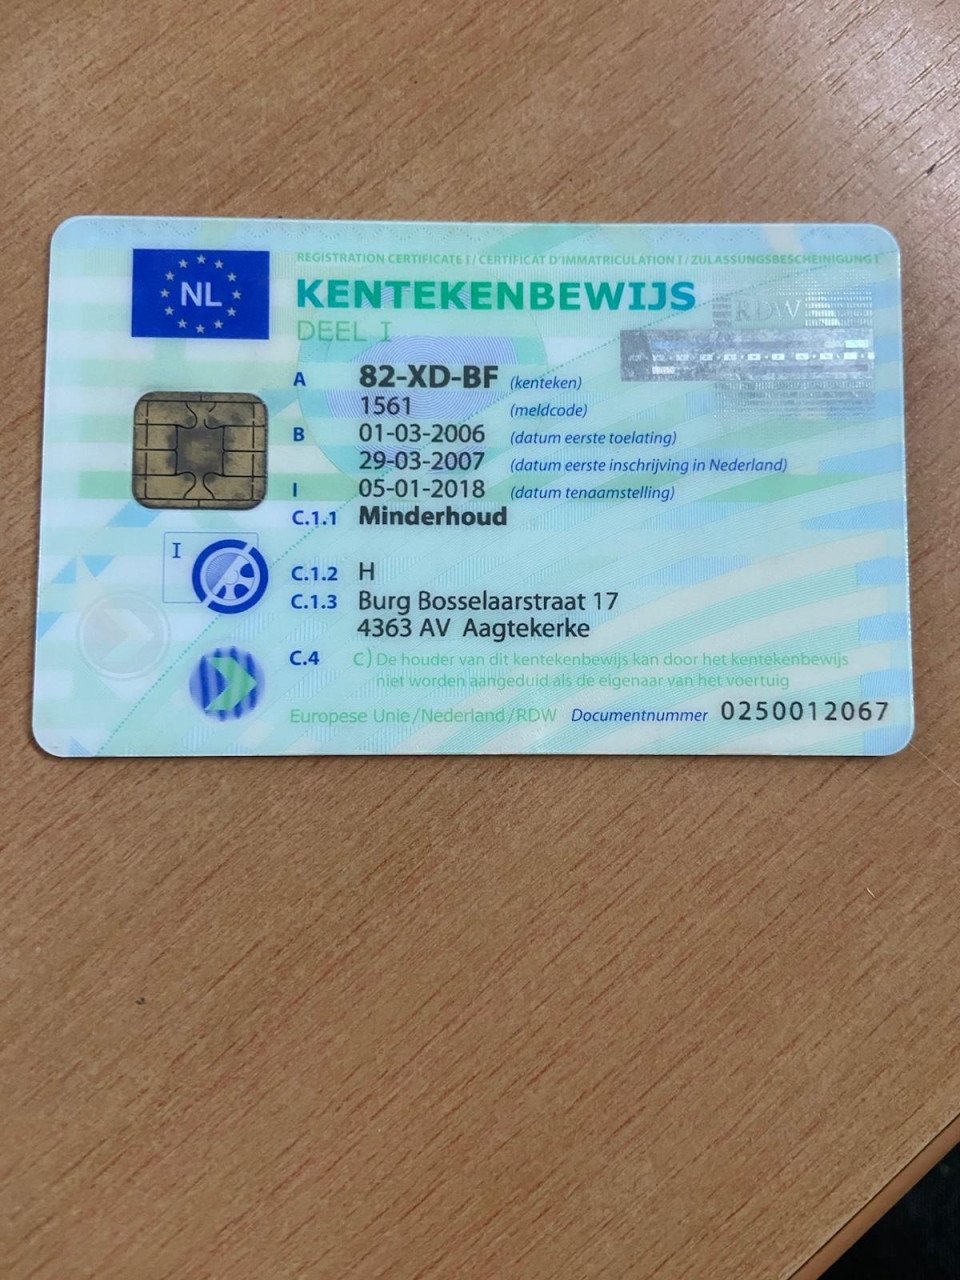 REGISTRATION CERTIFICATE I / CERTIFICAT D'IMMATRICULATION I / ZULASSUNGSBESCHEINIGUNG I
NL
KENTEKENBEWIJS
RDW
DEEL I
A 82-XD-BF (kenteken)
1561 (meldcode)
B 01-03-2006 (datum eerste toelating)
29-03-2007 (datum eerste inschrijving in Nederland)
I 05-01-2018 (datum tenaamstelling)
C.1.1 Minderhoud
I
C.1.2 H
C.1.3 Burg Bosselaarstraat 17
4363 AV Aagtekerke
C.4 C) De houder van dit kentekenbewijs kan door het kentekenbewijs
niet worden aangeduid als de eigenaar van het voertuig
Europese Unie/Nederland/RDW Documentnummer 0250012067